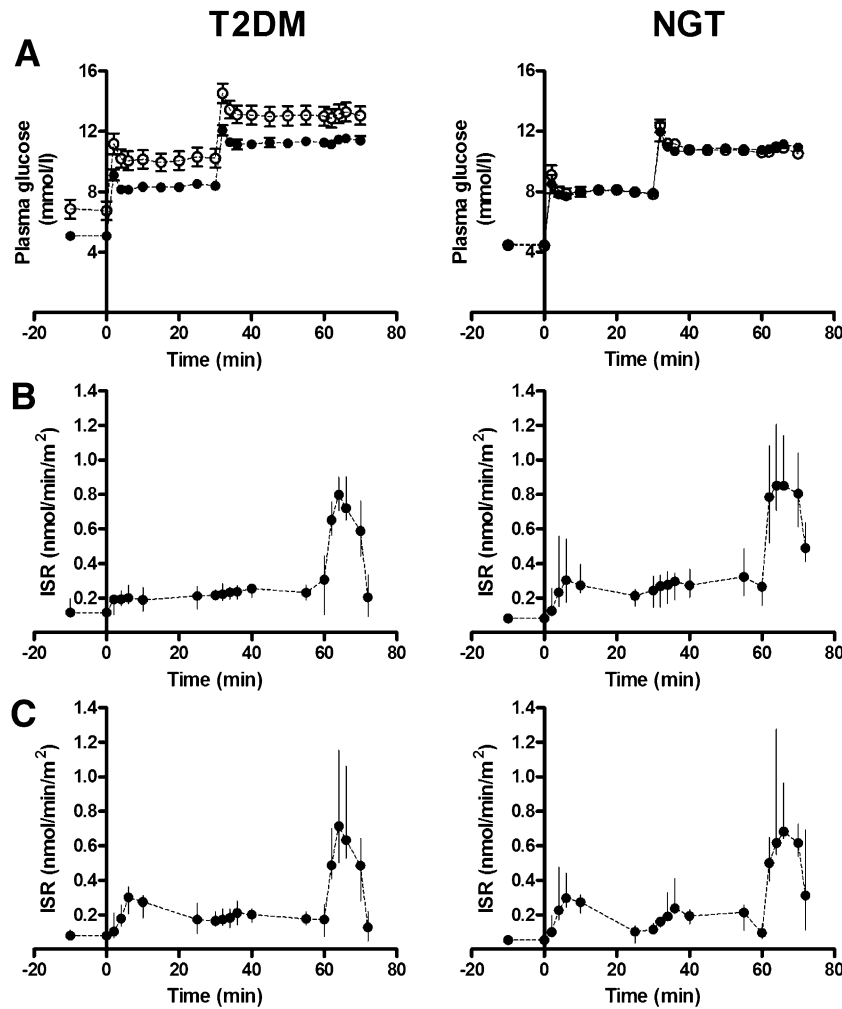 T2DM NGT
A
Plasma glucose
(mmol/l)
16
12
8
4
-20 0 20 40 60 80
Time (min)
Plasma glucose
(mmol/l)
16
12
8
4
-20 0 20 40 60 80
Time (min)
B
ISR (nmol/min/m²)
1.4
1.2
1.0
0.8
0.6
0.4
0.2
-20 0 20 40 60 80
Time (min)
ISR (nmol/min/m²)
1.4
1.2
1.0
0.8
0.6
0.4
0.2
-20 0 20 40 60 80
Time (min)
C
ISR (nmol/min/m²)
1.4
1.2
1.0
0.8
0.6
0.4
0.2
-20 0 20 40 60 80
Time (min)
ISR (nmol/min/m²)
1.4
1.2
1.0
0.8
0.6
0.4
0.2
-20 0 20 40 60 80
Time (min)